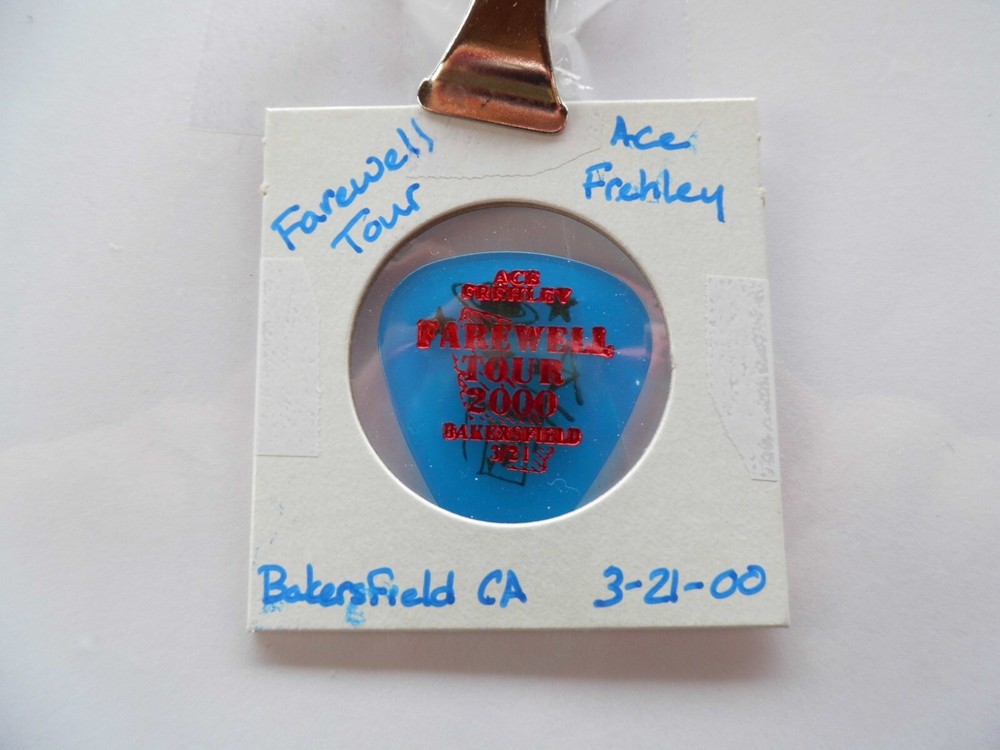 Farewell
Tour
Ace
Frehley
ACE
FREHLEY
FAREWELL
TOUR
2000
BAKERSFIELD
3/21
Bakersfield CA 3-21-00